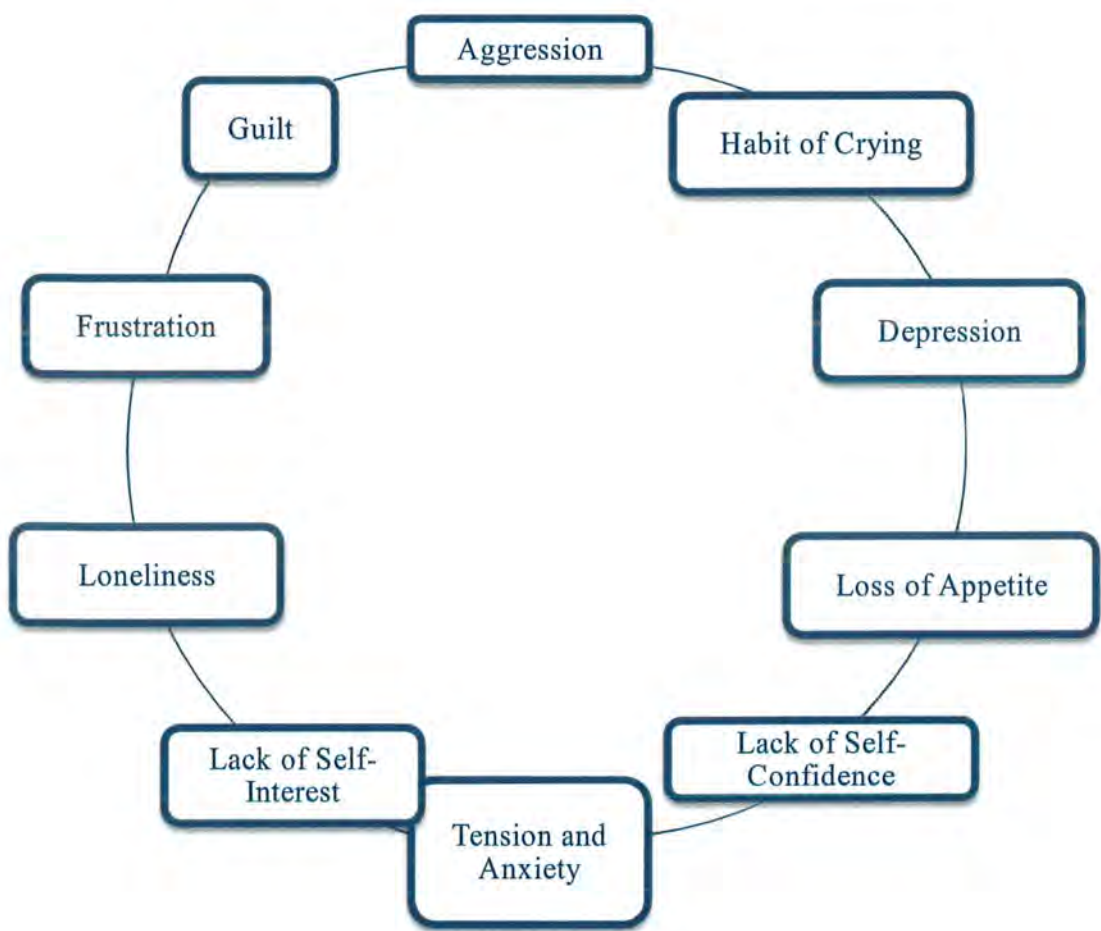 Aggression
Habit of Crying
Depression
Loss of Appetite
Lack of Self-
Confidence
Tension and
Anxiety
Lack of Self-
Interest
Loneliness
Frustration
Guilt